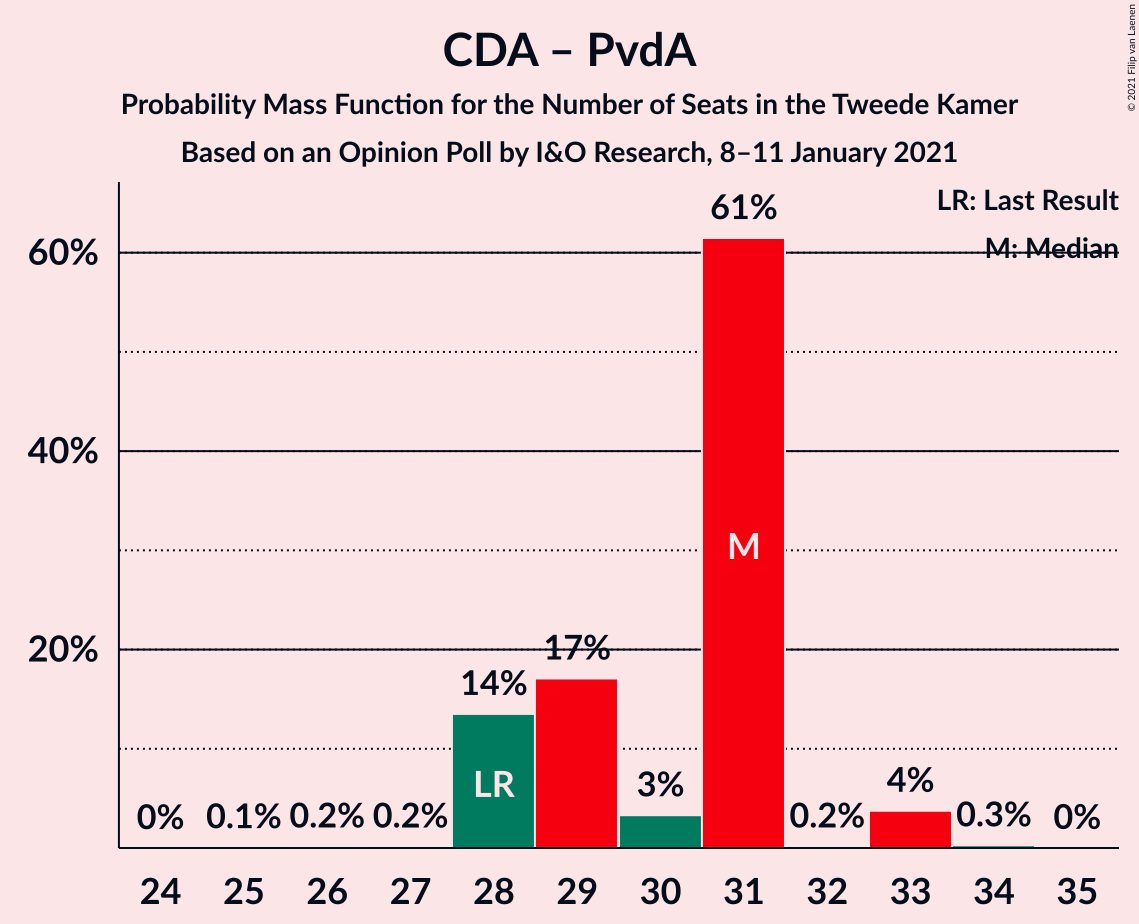 CDA – PvdA
Probability Mass Function for the Number of Seats in the Tweede Kamer
Based on an Opinion Poll by I&O Research, 8–11 January 2021
© 2021 Filip van Laenen
LR: Last Result
M: Median
60%
40%
20%
0%
0.1%
0.2%
0.2%
14%
17%
3%
61%
0.2%
4%
0.3%
0%
LR
M
24 25 26 27 28 29 30 31 32 33 34 35